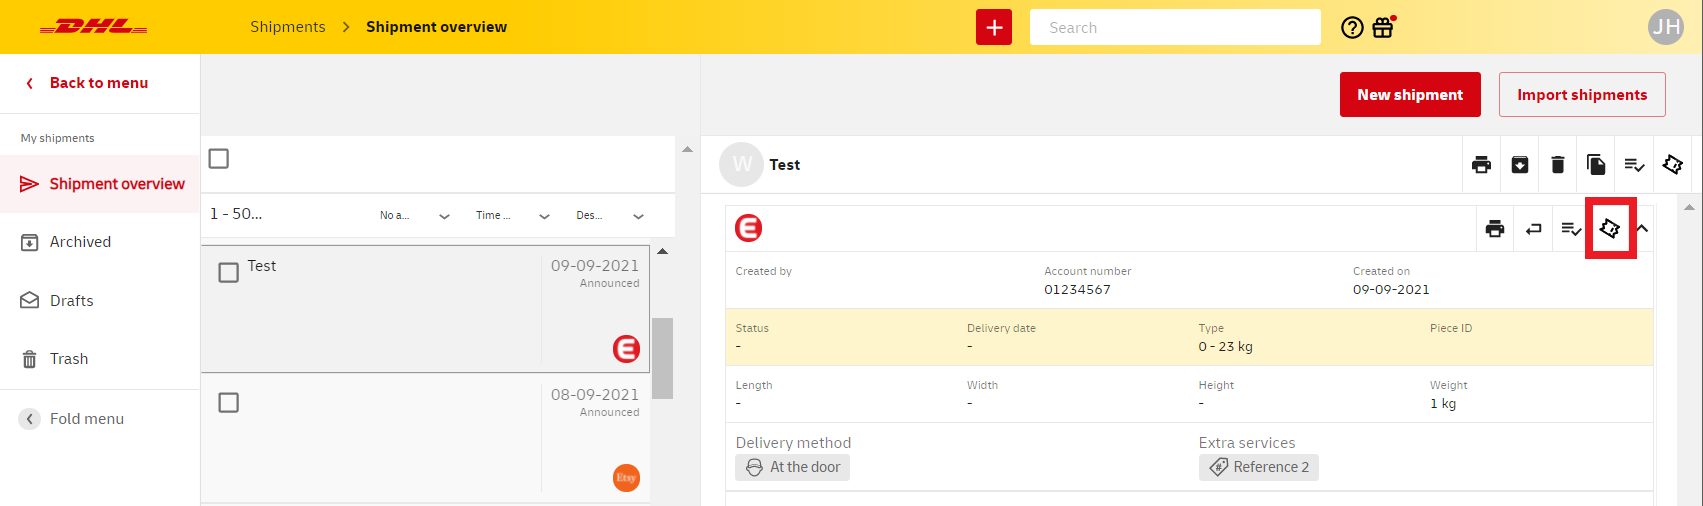 DHL
Shipments > Shipment overview
Search
JH
Back to menu
New shipment
Import shipments
My shipments
Shipment overview
Archived
Drafts
Trash
Fold menu
1 - 50...
No a...
Time ...
Des...
Test
09-09-2021
Announced
E
08-09-2021
Announced
Etsy
W
Test
E
Created by
Account number
Created on
01234567
09-09-2021
Status
Delivery date
Type
Piece ID
-
-
0 - 23 kg
Length
Width
Height
Weight
-
-
-
1 kg
Delivery method
Extra services
At the door
# Reference 2